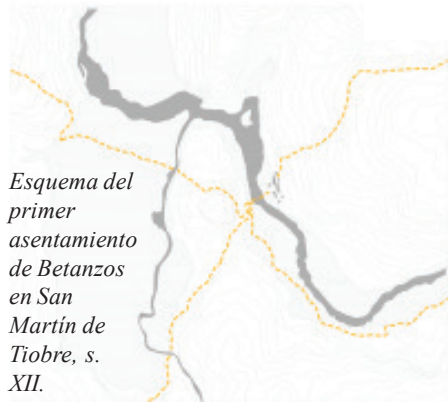 Esquema del
primer
asentamiento
de Betanzos
en San
Martín de
Tiobre, s.
XII.